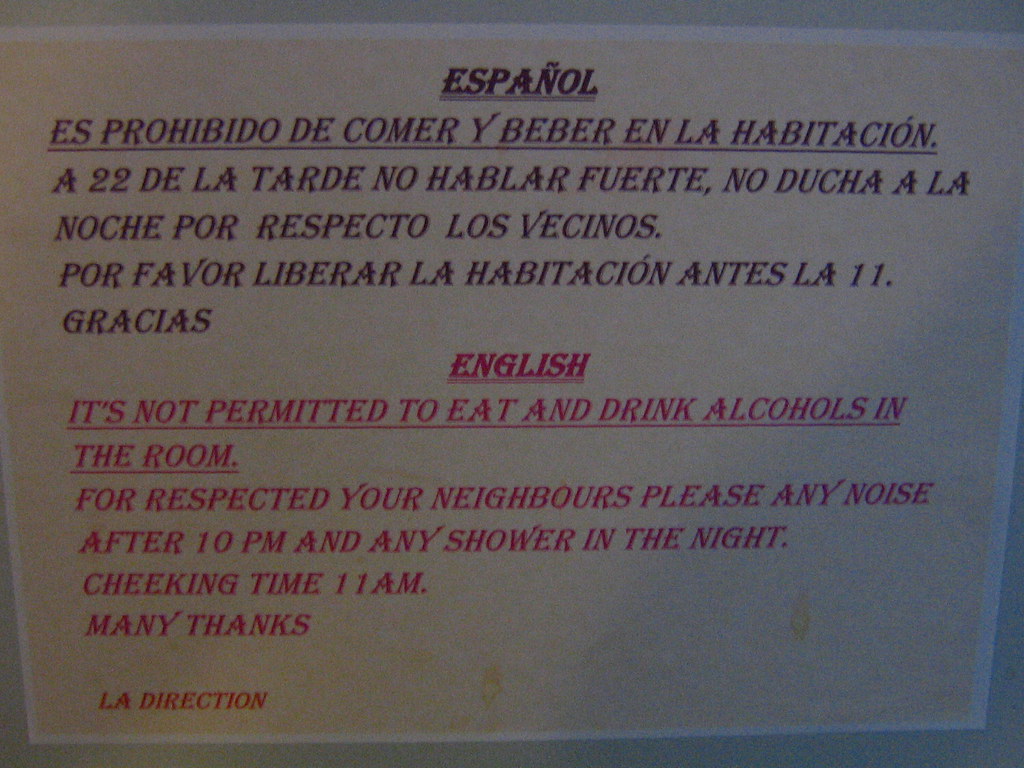 ESPAÑOL
ES PROHIBIDO DE COMER Y BEBER EN LA HABITACIÓN.
A 22 DE LA TARDE NO HABLAR FUERTE, NO DUCHA A LA
NOCHE POR RESPECTO LOS VECINOS.
POR FAVOR LIBERAR LA HABITACIÓN ANTES LA 11.
GRACIAS
ENGLISH
IT'S NOT PERMITTED TO EAT AND DRINK ALCOHOLS IN
THE ROOM.
FOR RESPECTED YOUR NEIGHBOURS PLEASE ANY NOISE
AFTER 10 PM AND ANY SHOWER IN THE NIGHT.
CHEEKING TIME 11AM.
MANY THANKS
LA DIRECTION